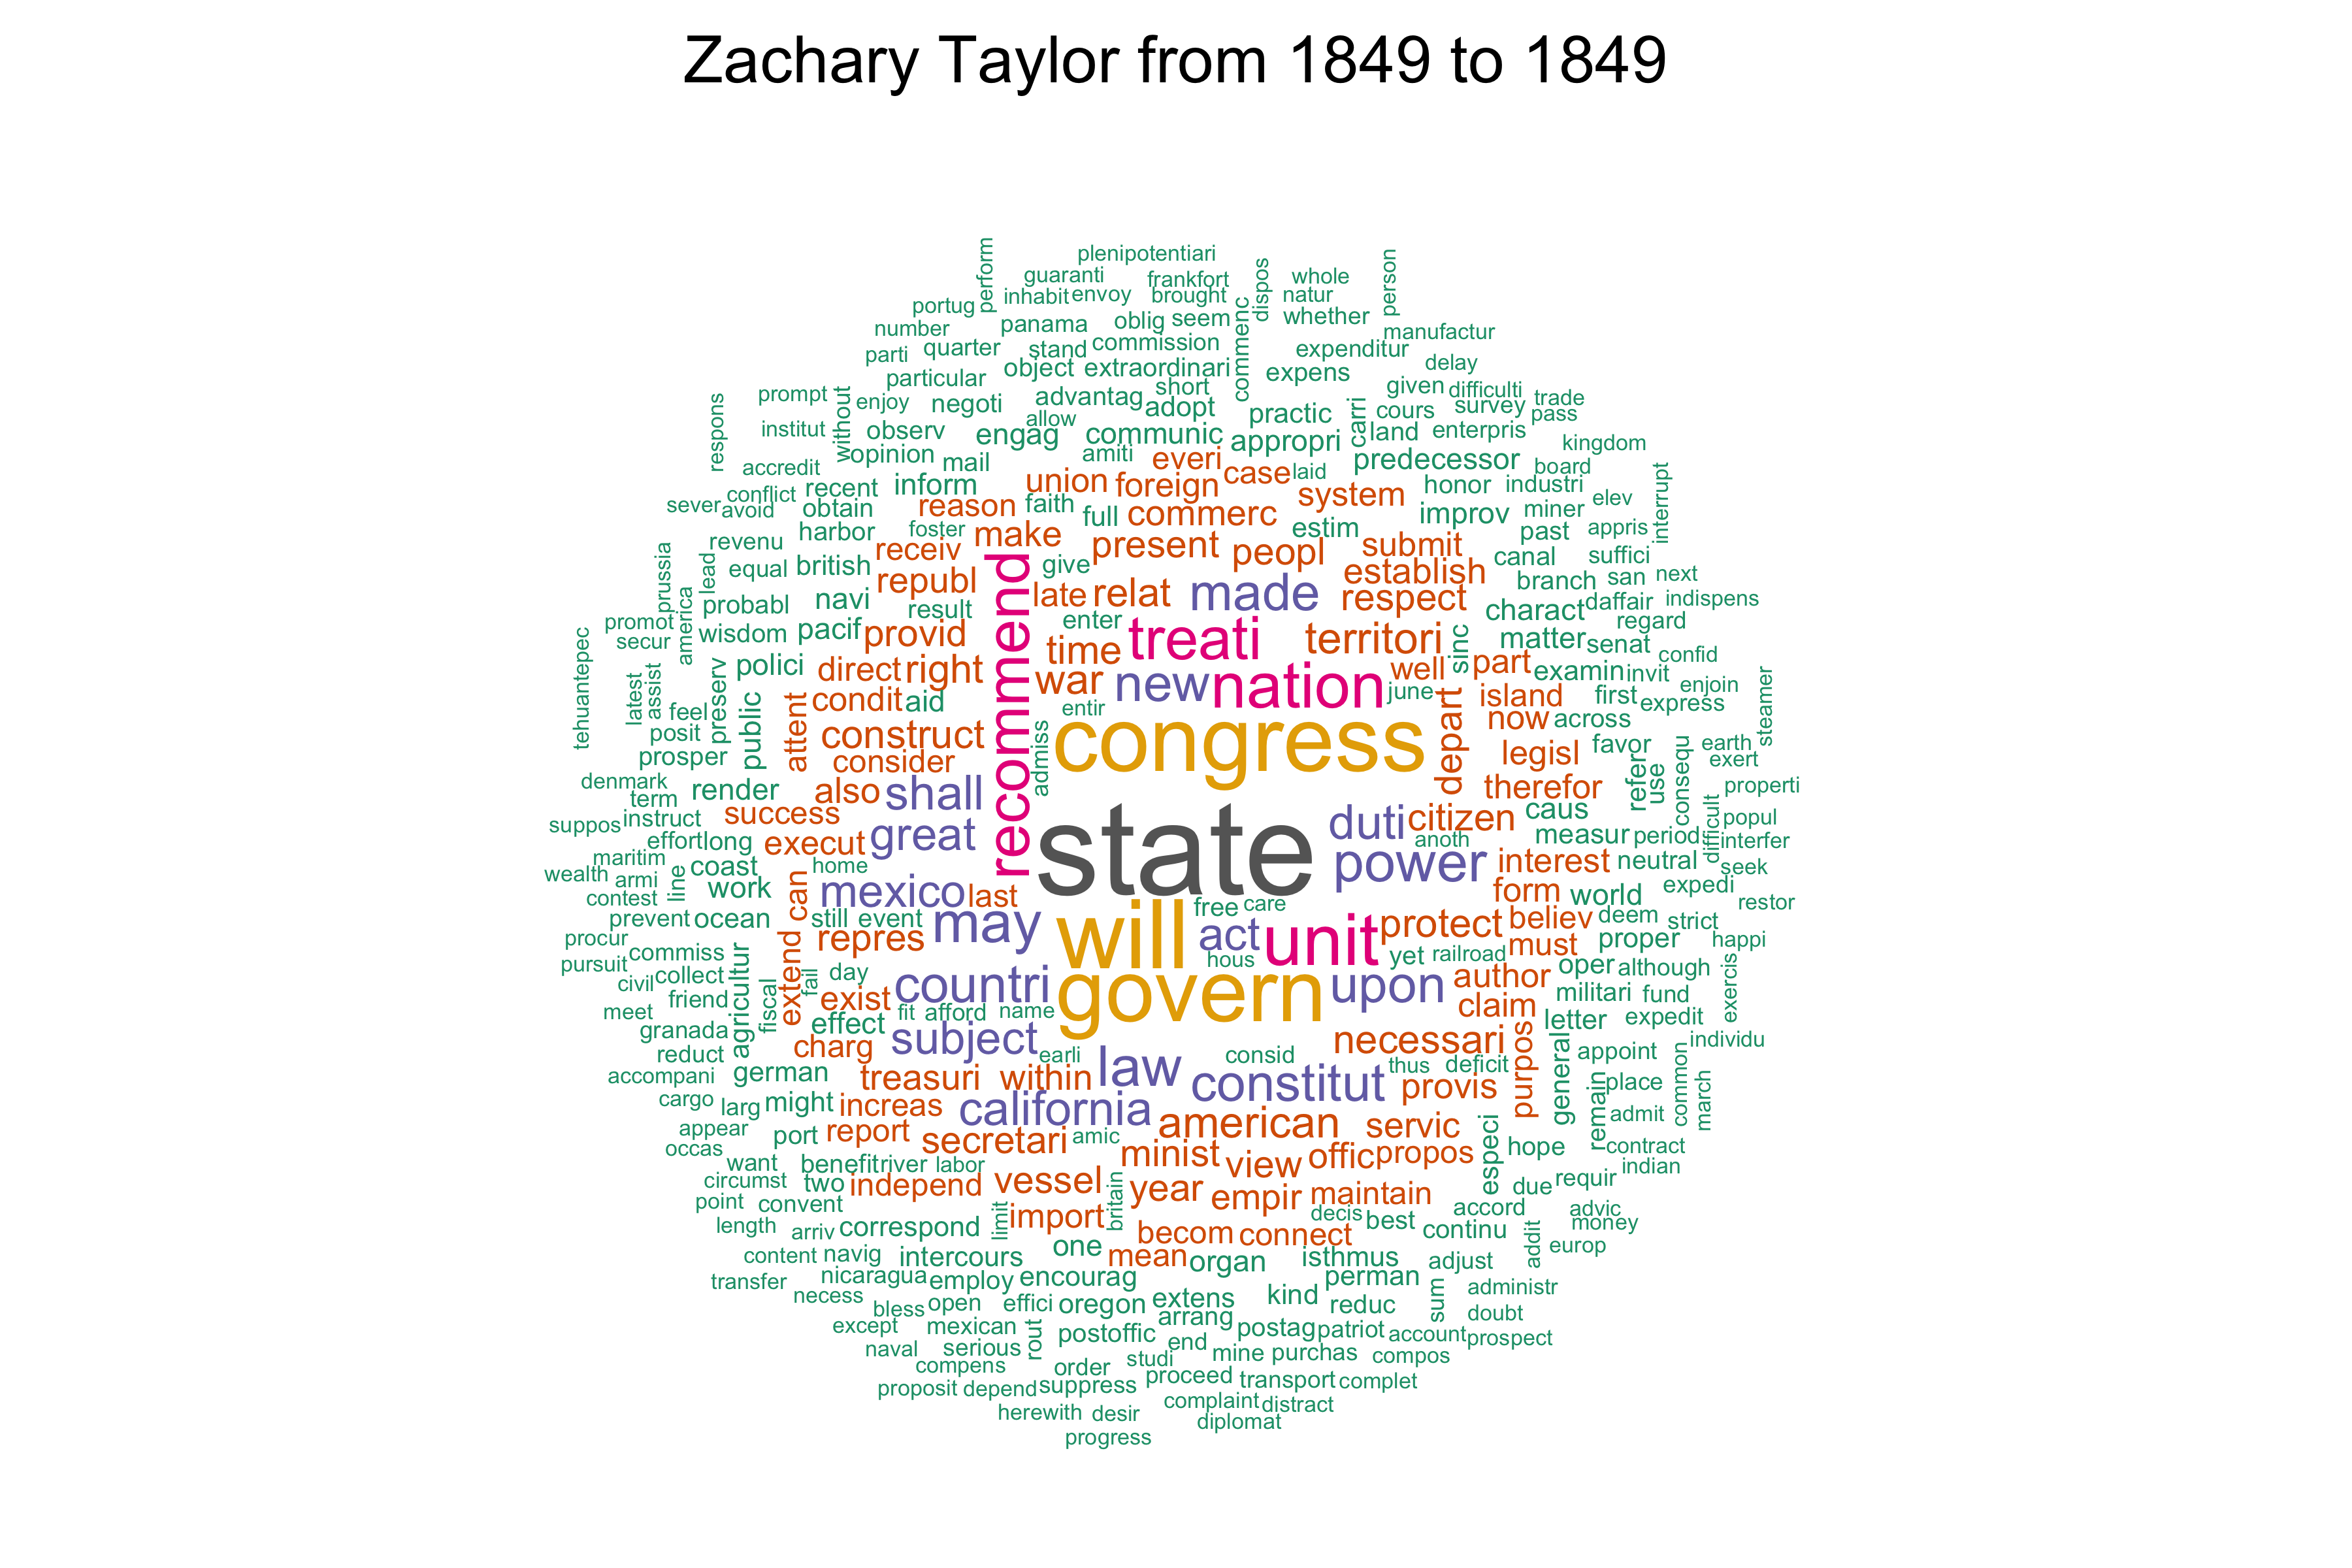 Zachary Taylor from 1849 to 1849
plenipotentiari
perform guaranti frankfort dispos whole person
inhabit envoy brought natur
portug panama oblig seem commenc whether
number manufactur
parti quarter stand commission expenditur
particular object extraordinari expens delay
prompt without enjoy negoti advantag short given difficulti trade
respons allow adopt practic carri cours survey pass
institut observ engag communic appropri land enterpris kingdom
opinion mail amiti everi predecessor
accredit inform union foreign case laid board interrupt
conflict recent system honor industri elev
sever avoid obtain reason faith full commerc estim improv miner
harbor foster make past appris
prussia revenu receiv present peopl submit canal suffici
lead equal british republ recommend give establish branch san next
probabl navi result late relat made respect charact daffair indispens
promot america wisdom pacif provid enter treati territori sinc matter senat regard
secur time
tehuantepec latest assist polici direct right war new nation well part examin invit confid
feel preserv public attent condit aid entir june depart island first express enjoin steamer
posit construct admiss congress now across
prosper consider legisl favor refer use consequ earth exert
denmark render also shall therefor properti
term success state duti citizen caus difficult popul
suppos instruct great anoth measur period interfer
effort long execut power interest neutral
maritim coast home seek
wealth armi line work can mexico last form world expedi
contest free care restor
prevent ocean still event may will act unit protect believ deem strict
procur repres must proper happi
commiss agricultur extend hous yet railroad
pursuit collect fail day author oper although exercis
civil friend fiscal exist countri govern upon claim militari fund
meet effect fit afford name letter expedit
granada charg subject necessari purpos general individu
reduct earli law consid thus deficit appoint
accompani german treasuri within constitut provis remain place common march
cargo larg might increas california admit
appear port report secretari amic american servic especi hope contract
occas
want benefit river labor minist view offic propos indian
circumst two independ vessel britain year empir maintain due requir
point convent limit import decis best accord advic
length arriv correspond becom connect continu addit money
content navig intercours one mean organ isthmus adjust europ
transfer nicaragua employ encourag perman administr
necess bless open effici oregon extens kind reduc sum doubt
except mexican rout postoffic arrang postag patriot account prospect
naval serious end
compens order studi mine purchas compos
proposit depend suppress proceed transport complet
herewith desir complaint distract
diplomat
progress